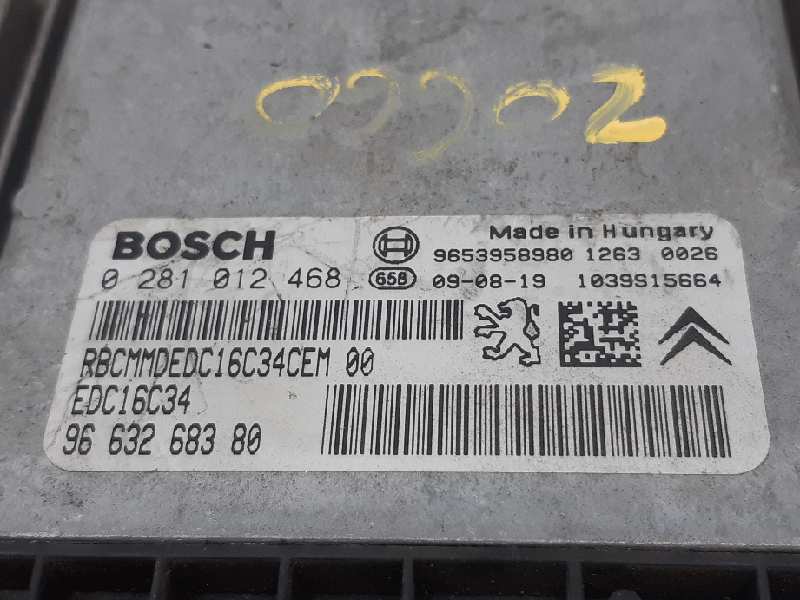 09902
BOSCH
Made in Hungary
9653958980 1263 0026
0 281 012 468 658 09-08-19 1039S15664
RBCMMDEDC16C34CEM 00
EDC16C34
96 632 683 80